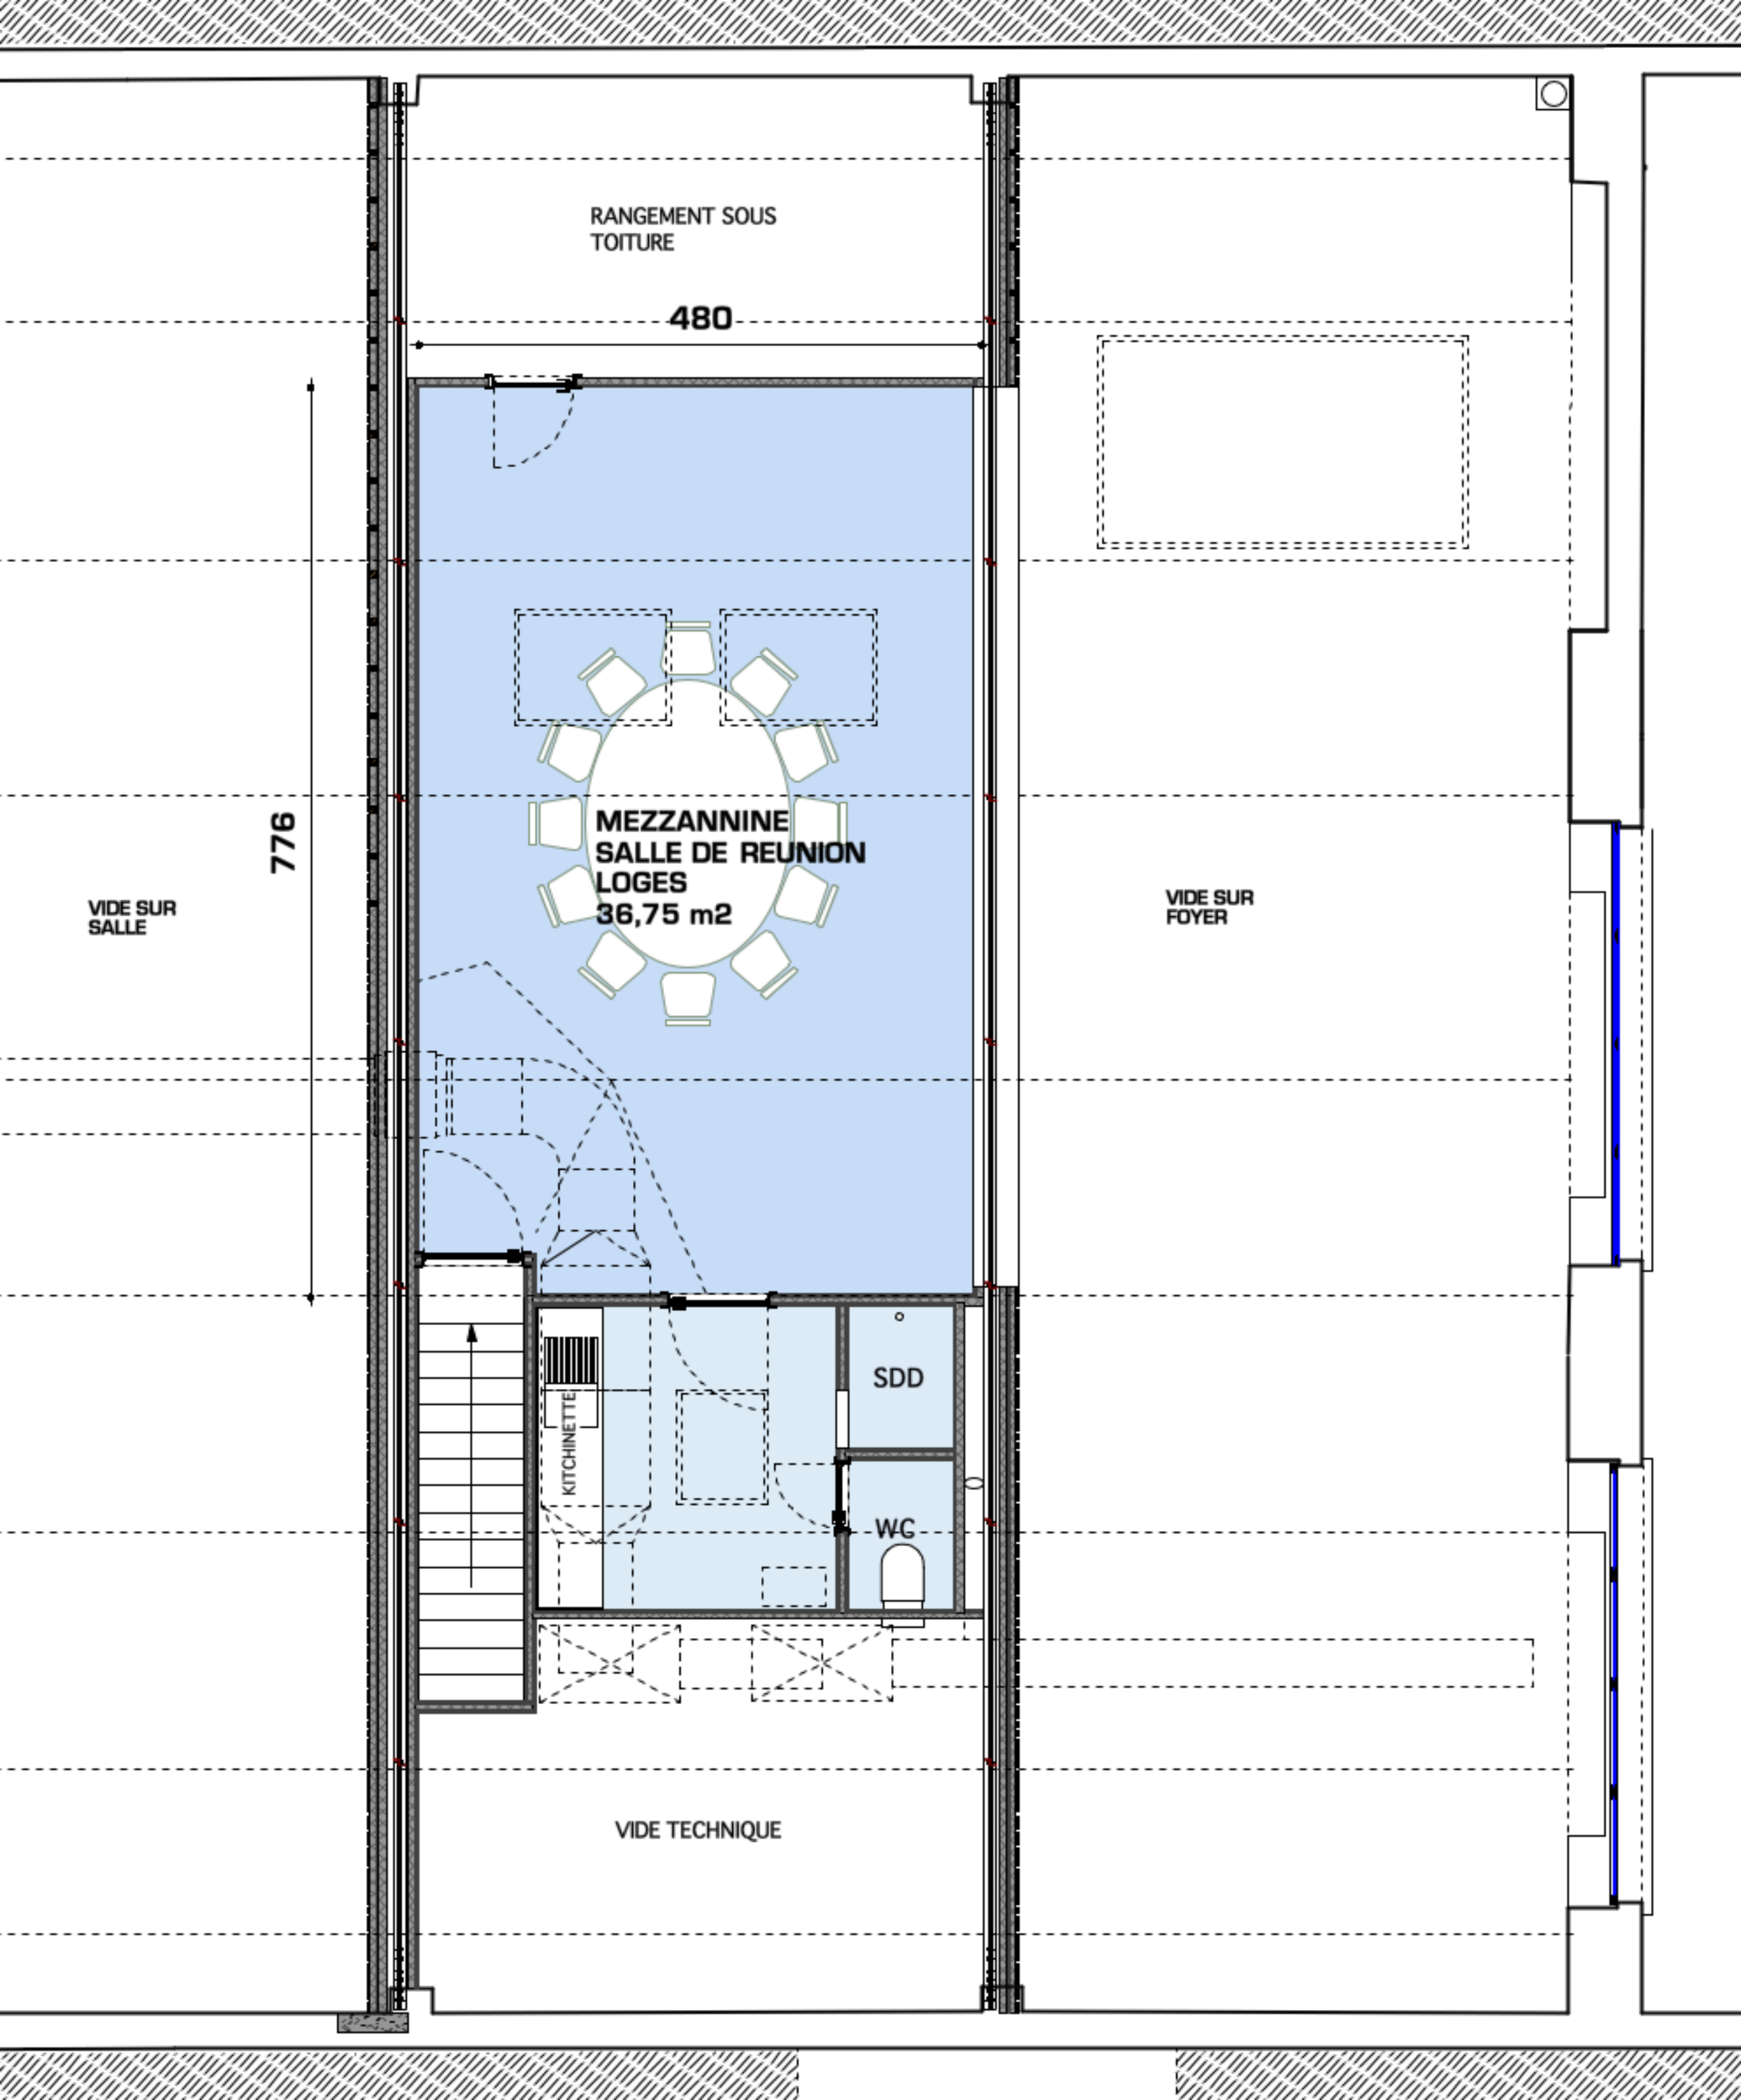 RANGEMENT SOUS
TOITURE
480
776
MEZZANNINE
SALLE DE REUNION
LOGES
36,75 m2
VIDE SUR
SALLE
VIDE SUR
FOYER
SDD
KITCHINETTE
WC
VIDE TECHNIQUE